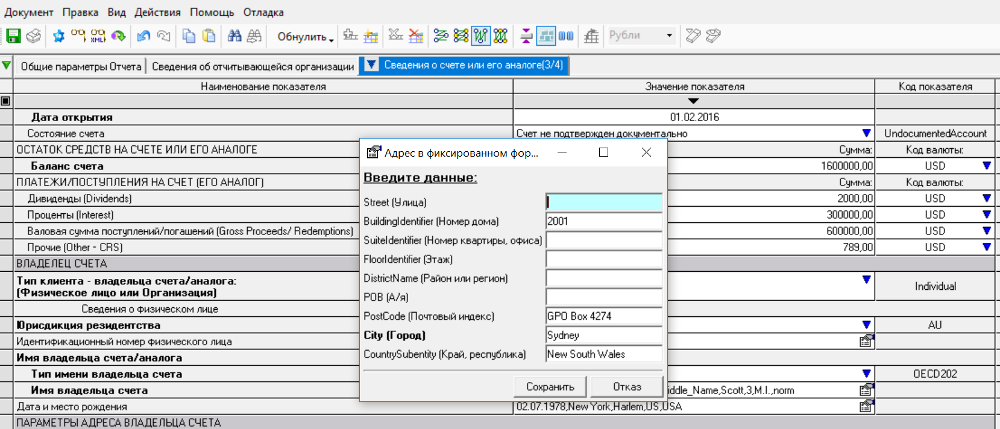 Документ Правка Вид Действия Помощь Отладка
XML Обнулить Рубли
Общие параметры Отчета Сведения об отчитывающейся организации Сведения о счете или его аналоге(3/4)
Наименование показателя Значение показателя Код показателя
Дата открытия 01.02.2016
Состояние счета Счет не подтвержден документально UndocumentedAccount
ОСТАТОК СРЕДСТВ НА СЧЕТЕ ИЛИ ЕГО АНАЛОГЕ Сумма: Код валюты:
Баланс счета 1600000,00 USD
ПЛАТЕЖИ/ПОСТУПЛЕНИЯ НА СЧЕТ (ЕГО АНАЛОГ) Сумма: Код валюты:
Дивиденды (Dividends) 2000,00 USD
Проценты (Interest) 300000,00 USD
Валовая сумма поступлений/погашений (Gross Proceeds/ Redemptions) 600000,00 USD
Прочие (Other - CRS) 789,00 USD
ВЛАДЕЛЕЦ СЧЕТА
Тип клиента - владельца счета/аналога:
(Физическое лицо или Организация) Individual
Сведения о физическом лице
Юрисдикция резидентства AU
Идентификационный номер физического лица
Имя владельца счета/аналога
Тип имени владельца счета OECD202
Имя владельца счета iddle_Name,Scott,3,M.I.,norm
Дата и место рождения 02.07.1978,New York,Harlem,US,USA
ПАРАМЕТРЫ АДРЕСА ВЛАДЕЛЬЦА СЧЕТА
Адрес в фиксированном фор...
Введите данные:
Street (Улица)
BuildingIdentifier (Номер дома) 2001
SuiteIdentifier (Номер квартиры, офиса)
FloorIdentifier (Этаж)
DistrictName (Район или регион)
POB (А/я)
PostCode (Почтовый индекс) GPO Box 4274
City (Город) Sydney
CountrySubentity (Край, республика) New South Wales
Сохранить Отказ